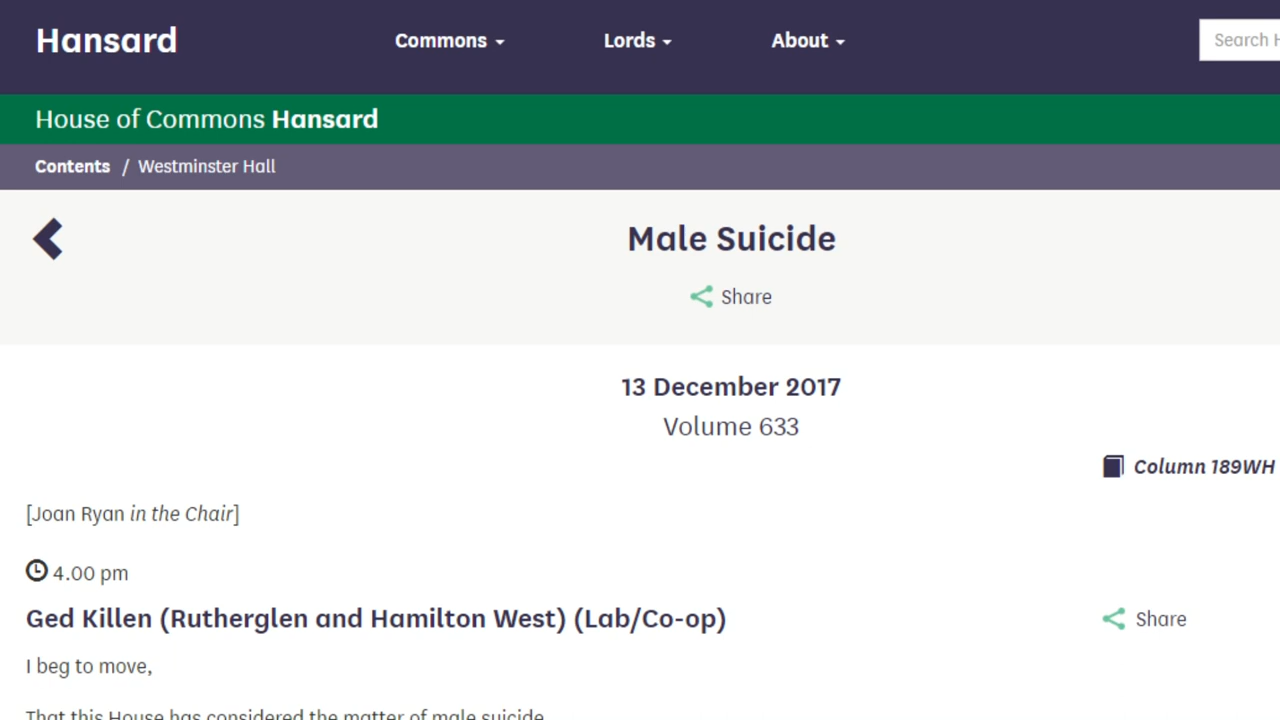 Hansard
Commons
Lords
About
Search
House of Commons Hansard
Contents / Westminster Hall
Male Suicide
Share
13 December 2017
Volume 633
Column 189WH
[Joan Ryan in the Chair]
4.00 pm
Ged Killen (Rutherglen and Hamilton West) (Lab/Co-op)
Share
I beg to move,
That this House has considered the matter of male suicide.